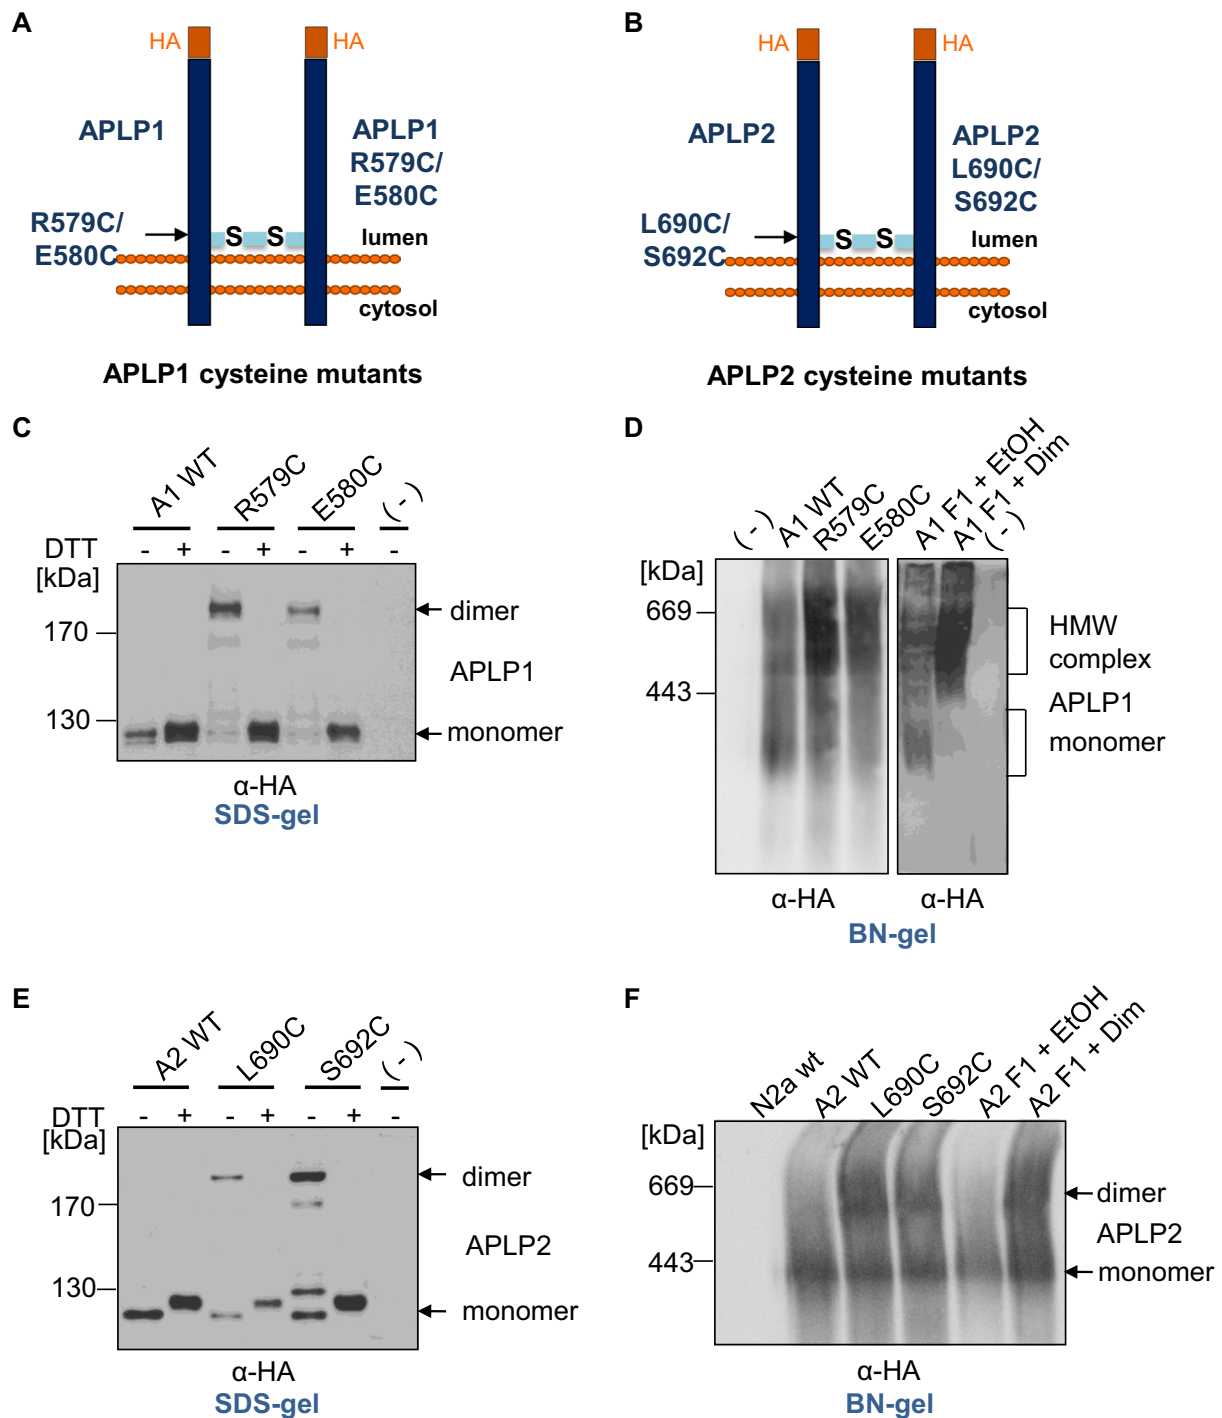 A
HA
HA
APLP1
APLP1
R579C/
E580C
R579C/
E580C
S S
lumen
cytosol
APLP1 cysteine mutants
B
HA
HA
APLP2
APLP2
L690C/
S692C
L690C/
S692C
S S
lumen
cytosol
APLP2 cysteine mutants
C
A1 WT
R579C
E580C
(-)
DTT - + - + - + -
[kDa]
170
130
dimer
APLP1
monomer
α-HA
SDS-gel
D
(-)
A1 WT
R579C
E580C
A1 F1 + EtOH
A1 F1 + Dim
(-)
[kDa]
669
443
HMW
complex
APLP1
monomer
α-HA
α-HA
BN-gel
E
A2 WT
L690C
S692C
(-)
DTT - + - + - + -
[kDa]
170
130
dimer
APLP2
monomer
α-HA
SDS-gel
F
N2a wt
A2 WT
L690C
S692C
A2 F1 + EtOH
A2 F1 + Dim
[kDa]
669
443
dimer
APLP2
monomer
α-HA
BN-gel